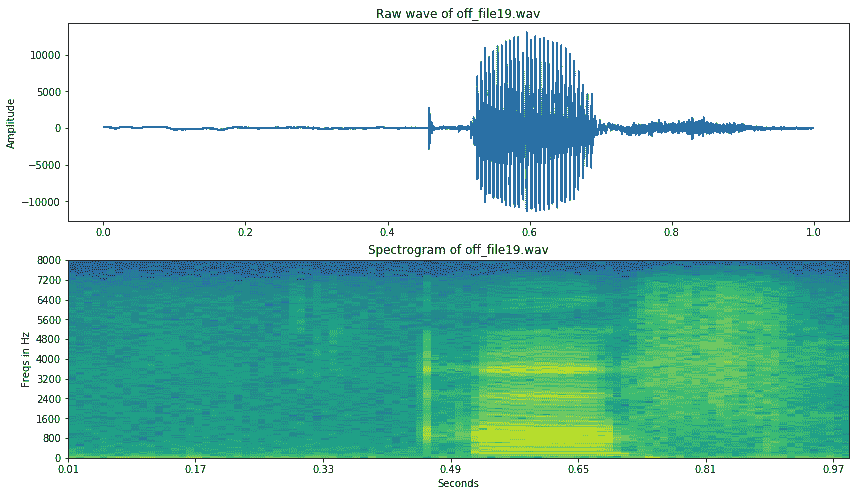 Raw wave of off_file19.wav
10000
5000
0
−5000
−10000
Amplitude
0.0 0.2 0.4 0.6 0.8 1.0
Spectrogram of off_file19.wav
8000
7200
6400
5600
4800
4000
3200
2400
1600
800
0
Freqs in Hz
0.01 0.17 0.33 0.49 0.65 0.81 0.97
Seconds